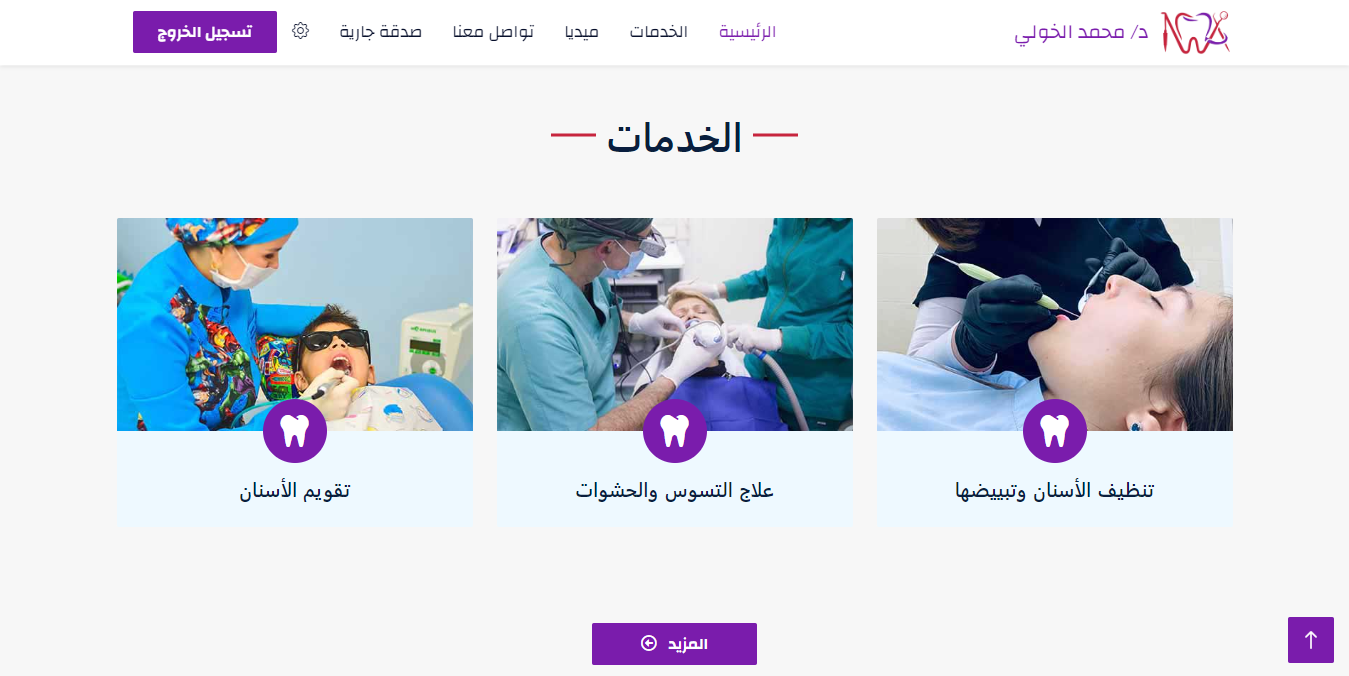 د/ محمد الخولي
الرئيسية
الخدمات
ميديا
تواصل معنا
صدقة جارية
تسجيل الخروج
الخدمات
تنظيف الأسنان وتبييضها
علاج التسوس والحشوات
تقويم الأسنان
المزيد